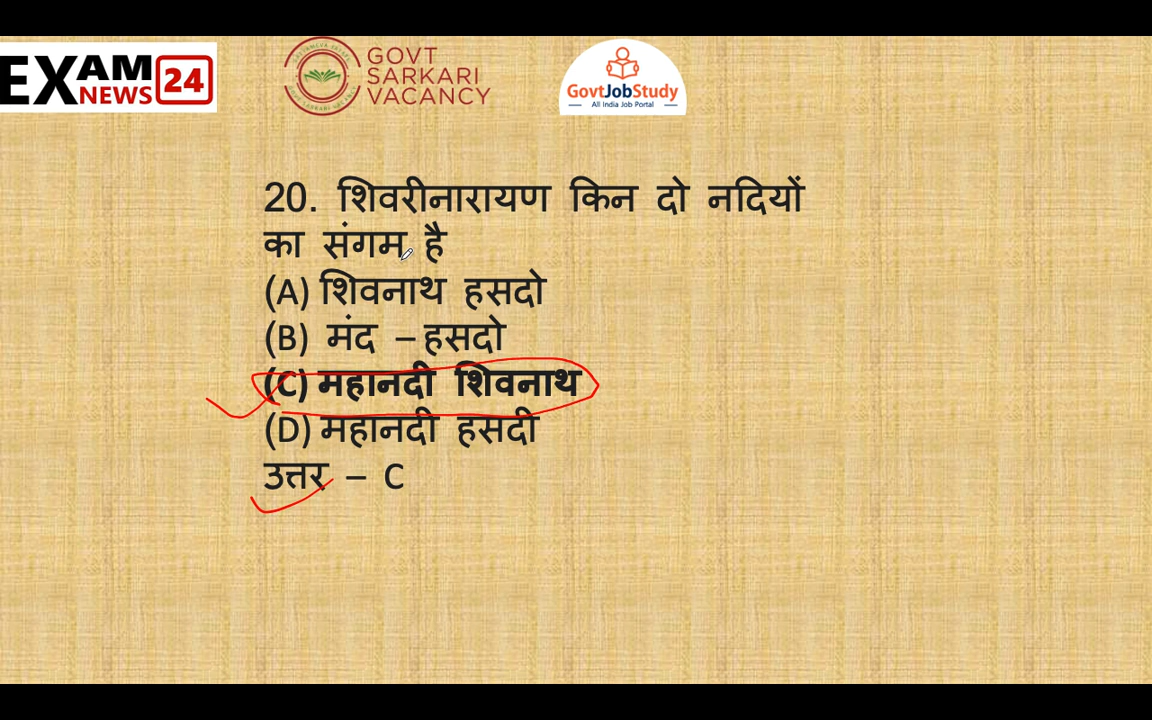 EXAM
NEWS 24
GOVT
SARKARI
VACANCY
GovtJobStudy
All India Job Portal
20. शिवरीनारायण किन दो नदियों
का संगम है
(A) शिवनाथ हसदो
(B) मंद – हसदो
(C) महानदी शिवनाथ
(D) महानदी हसदी
उत्तर – C